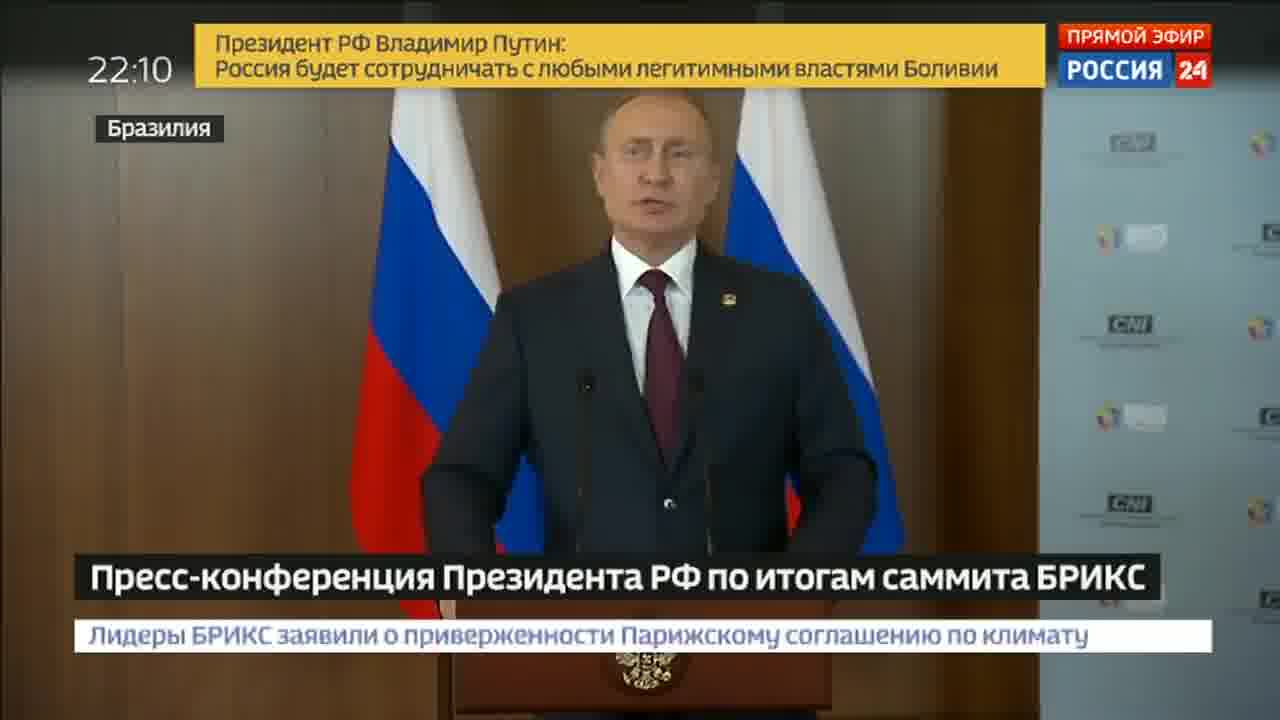 22:10
Президент РФ Владимир Путин:
Россия будет сотрудничать с любыми легитимными властями Боливии
ПРЯМОЙ ЭФИР
РОССИЯ 24
Бразилия
CNI
CNI
CNI
Пресс-конференция Президента РФ по итогам саммита БРИКС
Лидеры БРИКС заявили о приверженности Парижскому соглашению по климату